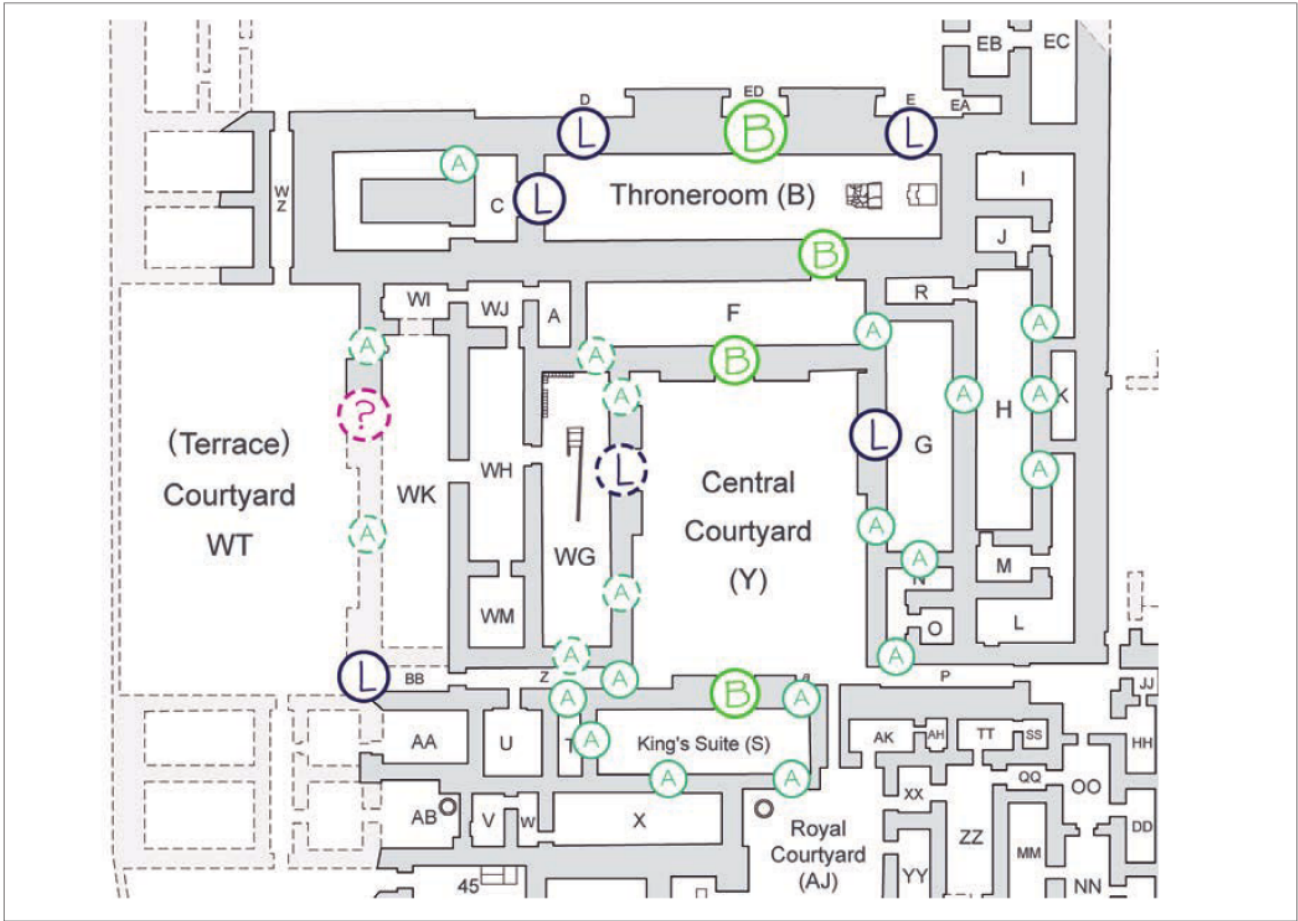 EB
EC
D
ED
E
EA
L
B
L
A
W
Z
C
L
Throneroom (B)
I
J
B
WI
WJ
A
F
R
A
A
A
B
A
A
?
A
H
A
K
(Terrace)
Courtyard
WT
WK
WH
L
Central
Courtyard
(Y)
L
G
A
A
WG
A
A
A
M
N
WM
O
L
A
A
L
BB
Z
A
P
A
B
A
JJ
AA
U
T
A
King's Suite (S)
AK
AH
TT
SS
HH
A
A
XX
QQ
OO
AB
V
W
X
Royal
Courtyard
(AJ)
ZZ
DD
MM
YY
NN
45